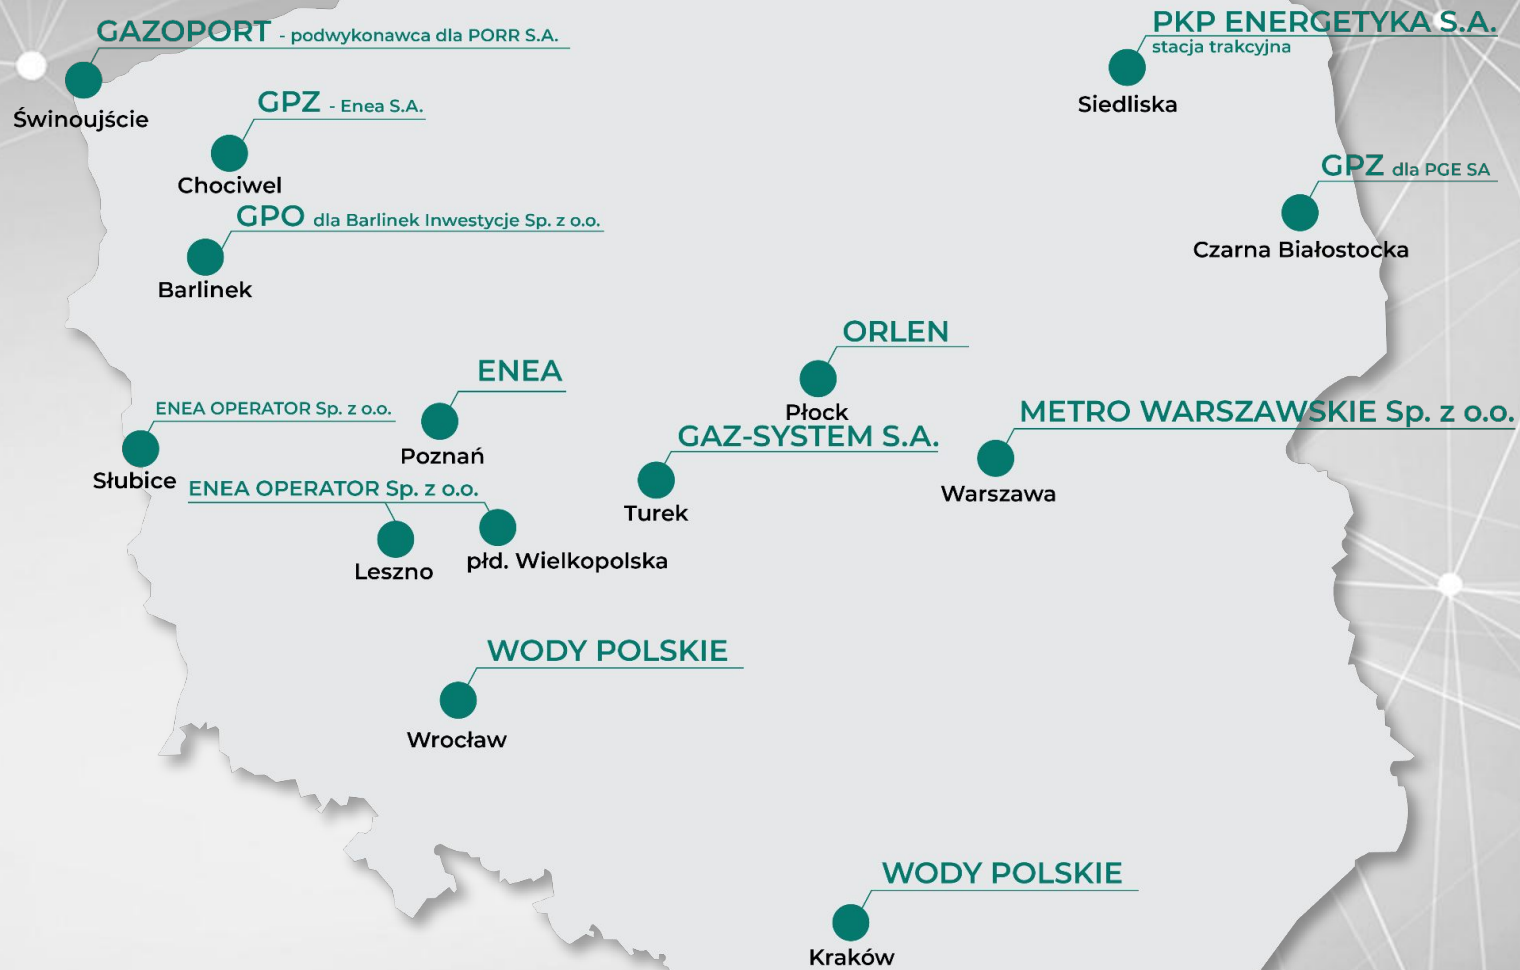 GAZOPORT - podwykonawca dla PORR S.A.
Świnoujście
PKP ENERGETYKA S.A.
stacja trakcyjna
Siedliska
GPZ - Enea S.A.
Chociwel
GPZ dla PGE SA
Czarna Białostocka
GPO dla Barlinek Inwestycje Sp. z o.o.
Barlinek
ORLEN
Płock
ENEA
Poznań
ENEA OPERATOR Sp. z o.o.
Słubice
GAZ-SYSTEM S.A.
Turek
METRO WARSZAWSKIE Sp. z o.o.
Warszawa
ENEA OPERATOR Sp. z o.o.
Leszno
płd. Wielkopolska
WODY POLSKIE
Wrocław
WODY POLSKIE
Kraków